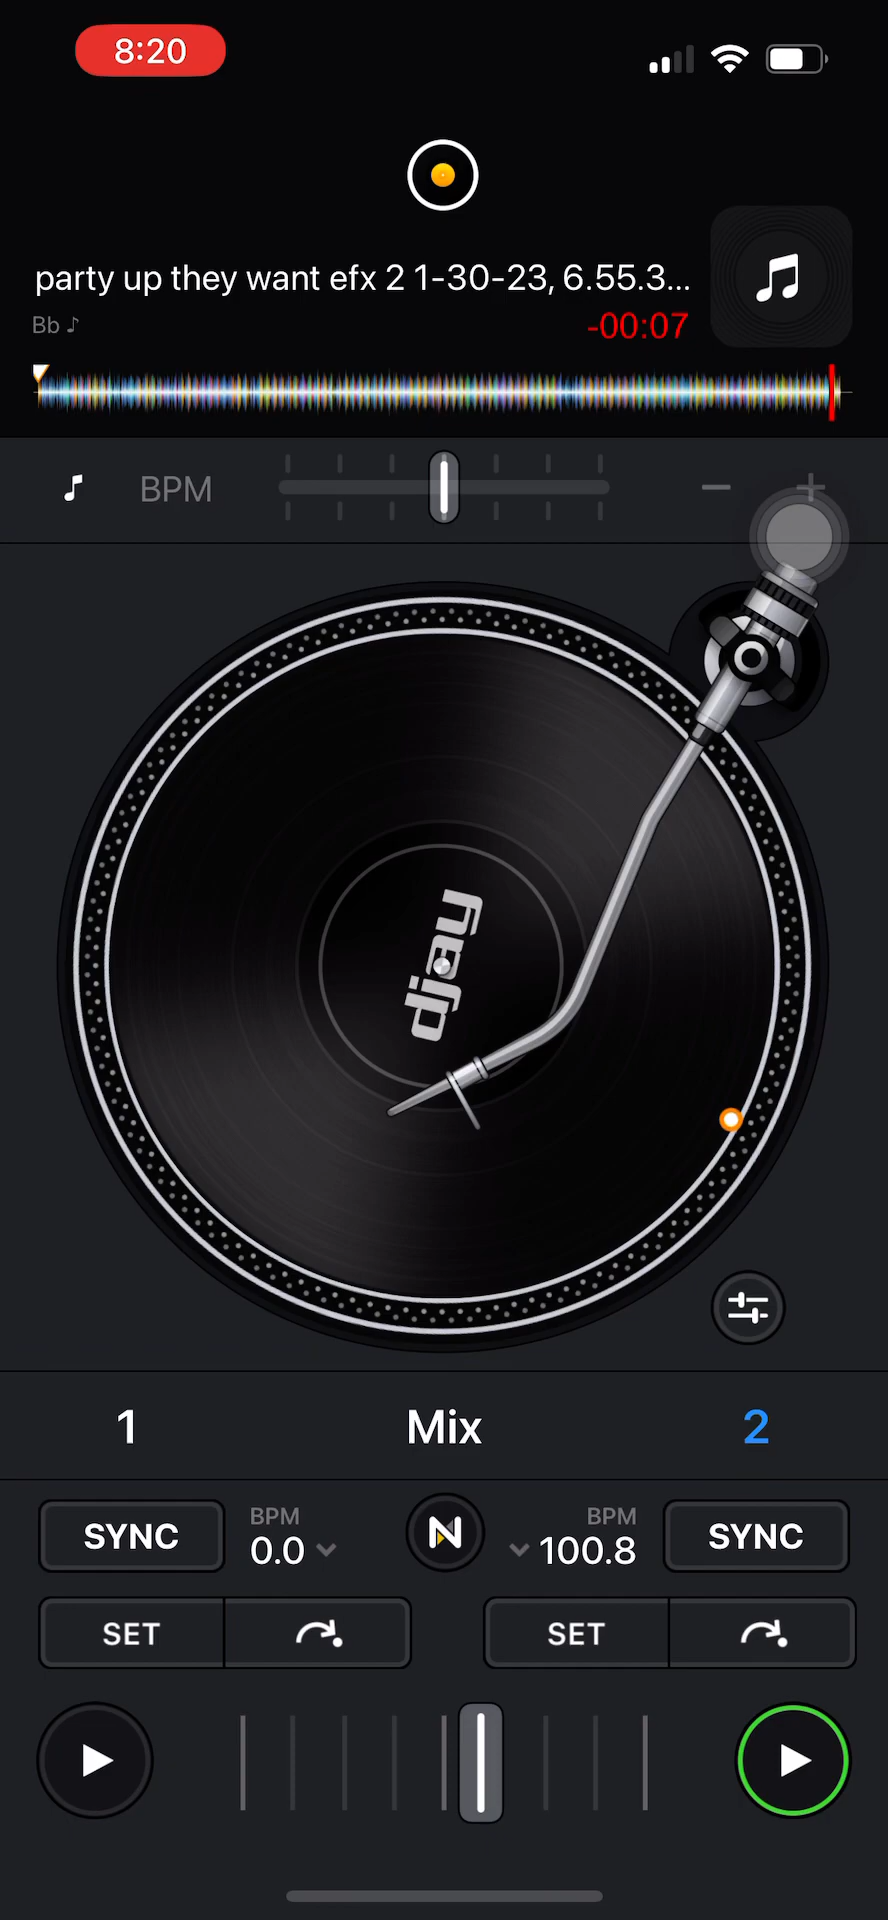 8:20
party up they want efx 2 1-30-23, 6.55.3...
Bb
-00:07
BPM
djay
1 Mix 2
SYNC BPM 0.0 N BPM 100.8 SYNC
SET SET